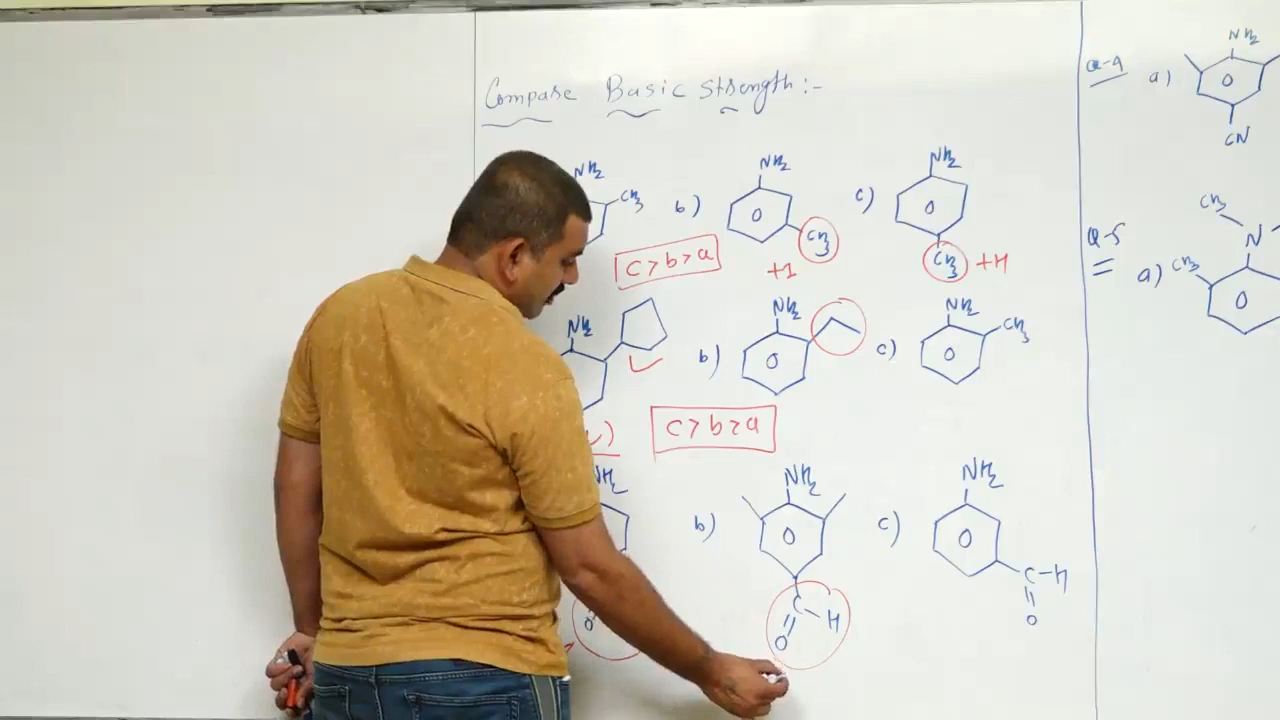 Compare Basic Strength:-
NH2
CH3
b)
NH2
CH3
+I
c)
NH2
CH3
+H
c > b > a
NH2
b)
NH2
c)
NH2
CH3
c > b > a
NH2
b)
NH2
C
H
O
c)
NH2
C-H
O
Q-4
a)
NH2
CN
Q-5
a)
CH3
N
CH3